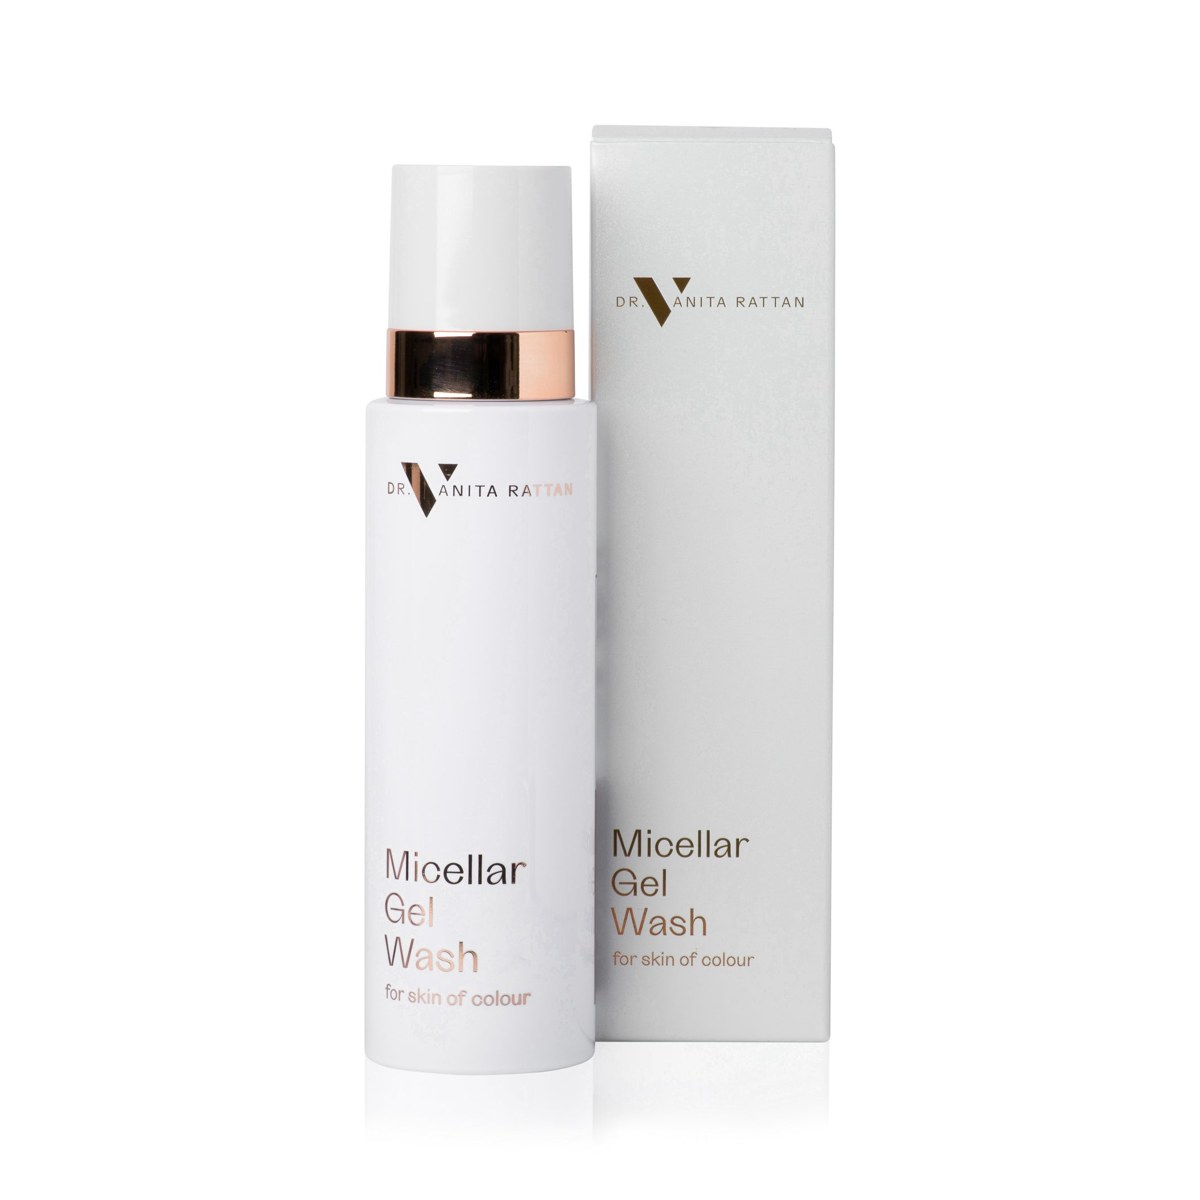 DR. VANITA RATTAN
Micellar
Gel
Wash
for skin of colour
DR. VANITA RATTAN
Micellar
Gel
Wash
for skin of colour